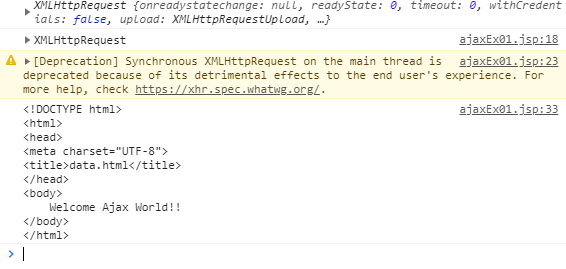 XMLHttpRequest {onreadystatechange: null, readyState: 0, timeout: 0, withCredent
ials: false, upload: XMLHttpRequestUpload, …}
XMLHttpRequest ajaxEx01.jsp:18
[Deprecation] Synchronous XMLHttpRequest on the main thread is ajaxEx01.jsp:23
deprecated because of its detrimental effects to the end user's experience. For
more help, check https://xhr.spec.whatwg.org/.
<!DOCTYPE html> ajaxEx01.jsp:33
<html>
<head>
<meta charset="UTF-8">
<title>data.html</title>
</head>
<body>
    Welcome Ajax World!!
</body>
</html>